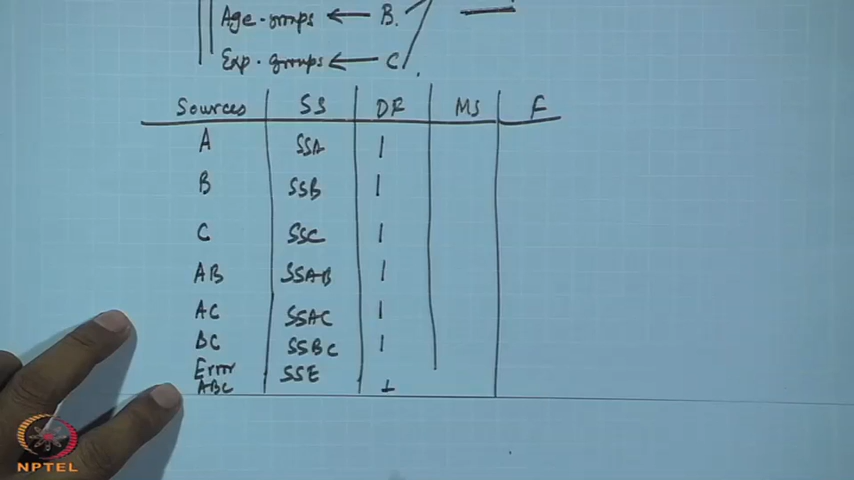 Age-groups ← B.
Exp. groups ← C
Sources SS DF MS F
A SSA 1
B SSB 1
C SSC 1
AB SSAB 1
AC SSAC 1
BC SSBC 1
Error SSE
ABC 1
NPTEL